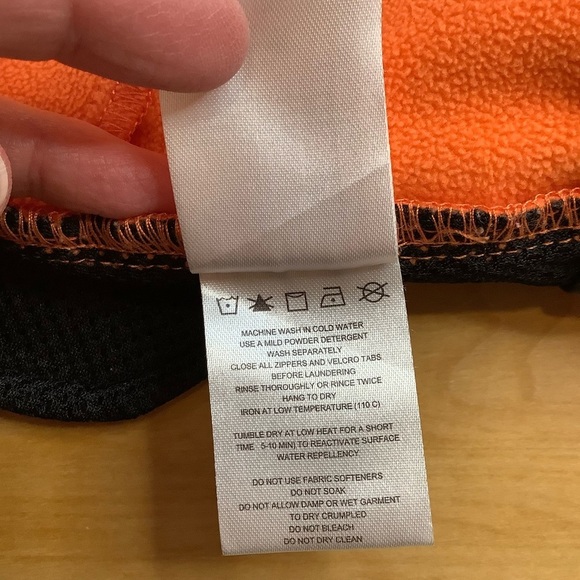 MACHINE WASH IN COLD WATER
USE A MILD POWDER DETERGENT
WASH SEPARATELY
CLOSE ALL ZIPPERS AND VELCRO TABS
BEFORE LAUNDERING
RINSE THOROUGHLY OR RINCE TWICE
HANG TO DRY
IRON AT LOW TEMPERATURE (110 C)
TUMBLE DRY AT LOW HEAT FOR A SHORT
TIME 5-10 MIN) TO REACTIVATE SURFACE
WATER REPELLENCY
DO NOT USE FABRIC SOFTENERS
DO NOT SOAK
DO NOT ALLOW DAMP OR WET GARMENT
TO DRY CRUMPLED
DO NOT BLEACH
DO NOT DRY CLEAN